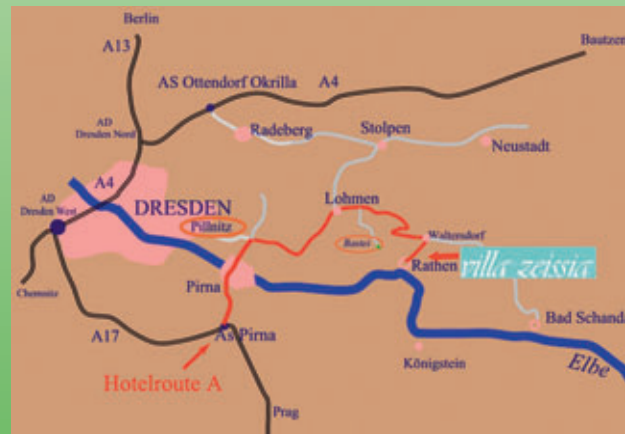 Berlin
A13
Bautzen
AS Ottendorf Okrilla
A4
AD
Dresden Nord
Radeberg
Stolpen
Neustadt
A4
AD
Dresden West
DRESDEN
Pillnitz
Lohmen
Bastei
Waltersdorf
villa zeissia
Rathen
Pirna
Chemnitz
A17
As Pirna
Bad Schanda
Königstein
Elbe
Hotelroute A
Prag